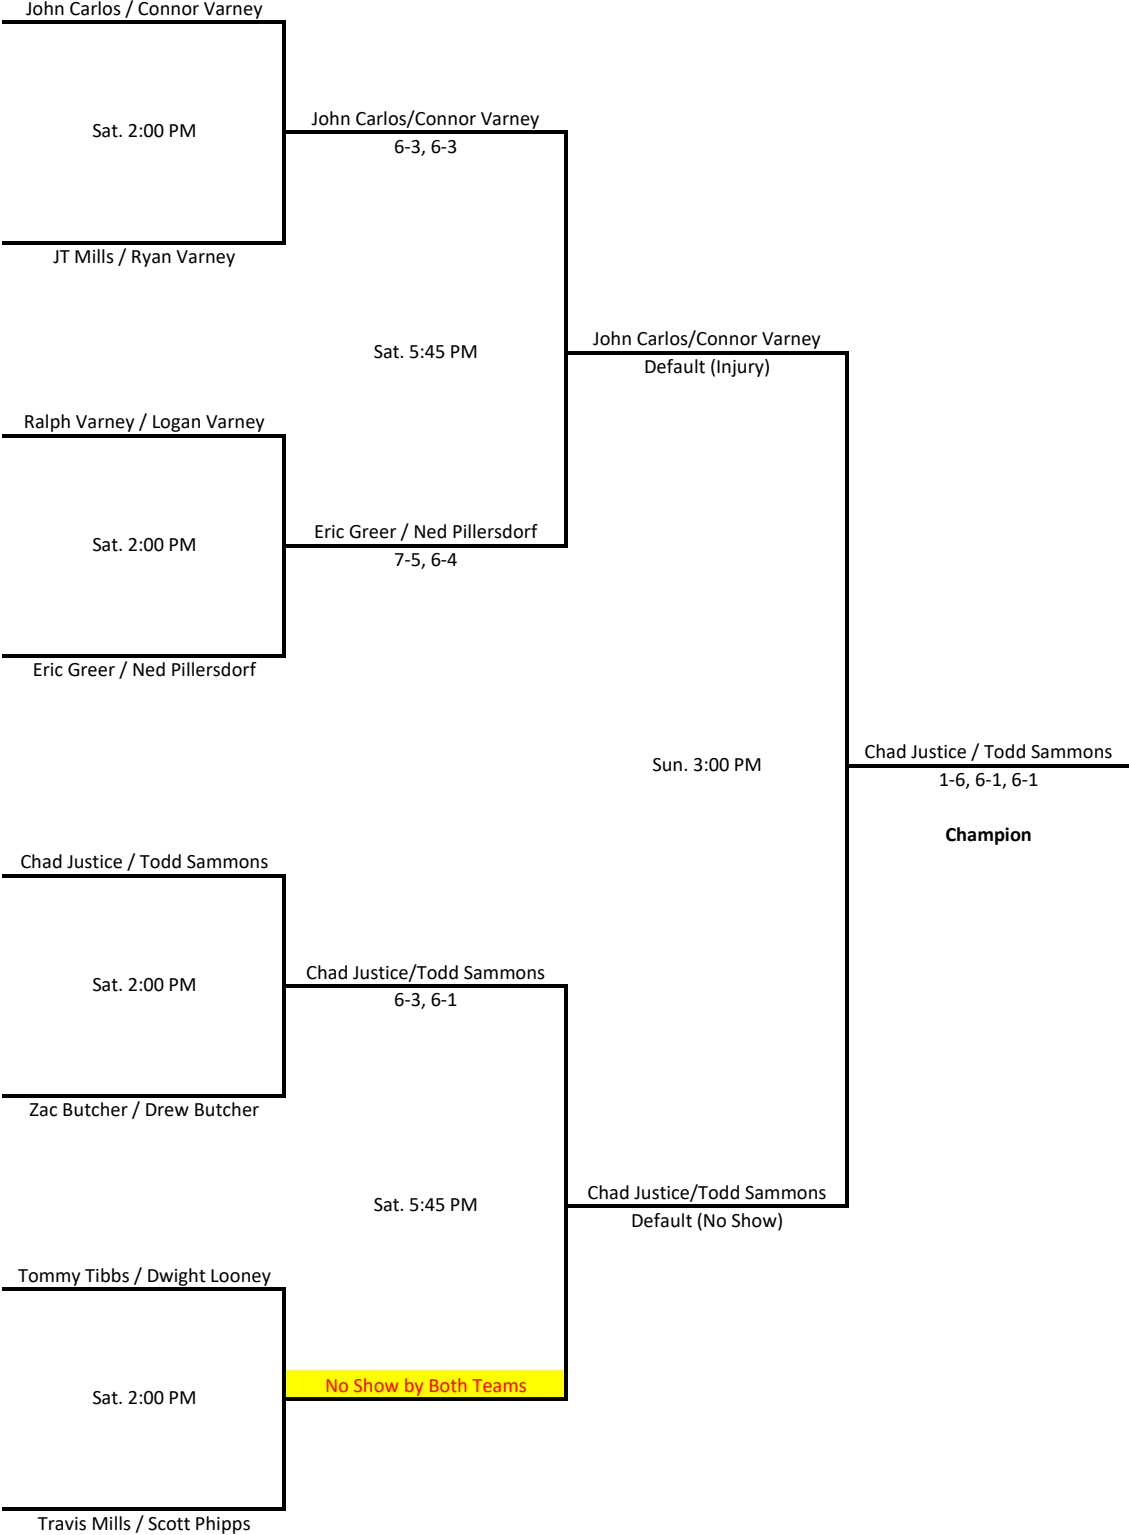 John Carlos / Connor Varney
Sat. 2:00 PM
John Carlos/Connor Varney
6-3, 6-3
JT Mills / Ryan Varney
Sat. 5:45 PM
John Carlos/Connor Varney
Default (Injury)
Ralph Varney / Logan Varney
Sat. 2:00 PM
Eric Greer / Ned Pillersdorf
7-5, 6-4
Eric Greer / Ned Pillersdorf
Sun. 3:00 PM
Chad Justice / Todd Sammons
1-6, 6-1, 6-1
Champion
Chad Justice / Todd Sammons
Sat. 2:00 PM
Chad Justice/Todd Sammons
6-3, 6-1
Zac Butcher / Drew Butcher
Sat. 5:45 PM
Chad Justice/Todd Sammons
Default (No Show)
Tommy Tibbs / Dwight Looney
Sat. 2:00 PM
No Show by Both Teams
Travis Mills / Scott Phipps